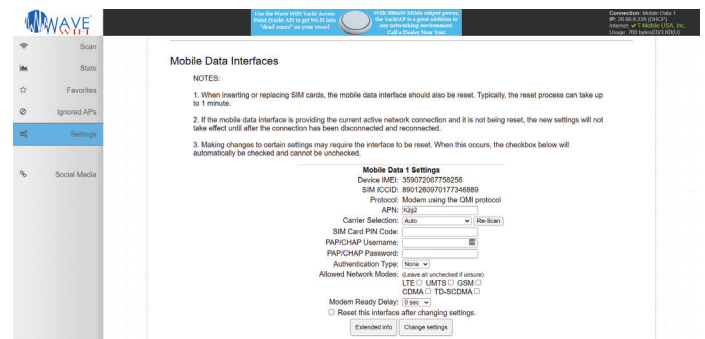 WAVE
WIFI
Use the Wave WiFi Yacht Access
Point (Yacht AP) to get Wi-Fi into
"dead zones" on your vessel
With 800mW MIMO output power,
the Yacht AP is a great addition to
any networking environment.
Call a Dealer Near You!
Connection: Mobile Data 1
Internet: ✓ T-Mobile USA, Inc.
Scan
Stats
Favorites
Ignored APs
Settings
Social Media
Mobile Data Interfaces
NOTES:
1. When inserting or replacing SIM cards, the mobile data interface should also be reset. Typically, the reset process can take up
to 1 minute.
2. If the mobile data interface is providing the current active network connection and it is not being reset, the new settings will not
take effect until after the connection has been disconnected and reconnected.
3. Making changes to certain settings may require the interface to be reset. When this occurs, the checkbox below will
automatically be checked and cannot be unchecked.
Mobile Data 1 Settings
Device IMEI: 359072067758256
SIM ICCID: 8901260970177346889
Protocol: Modem using the QMI protocol
APN: h2g2
Carrier Selection: Auto Re-Scan
SIM Card PIN Code:
PAP/CHAP Username:
PAP/CHAP Password:
Authentication Type: None
Allowed Network Modes: (Leave all unchecked if unsure)
LTE UMTS GSM
CDMA TD-SCDMA
Modem Ready Delay: 0 sec
Reset this interface after changing settings.
Extended info Change settings